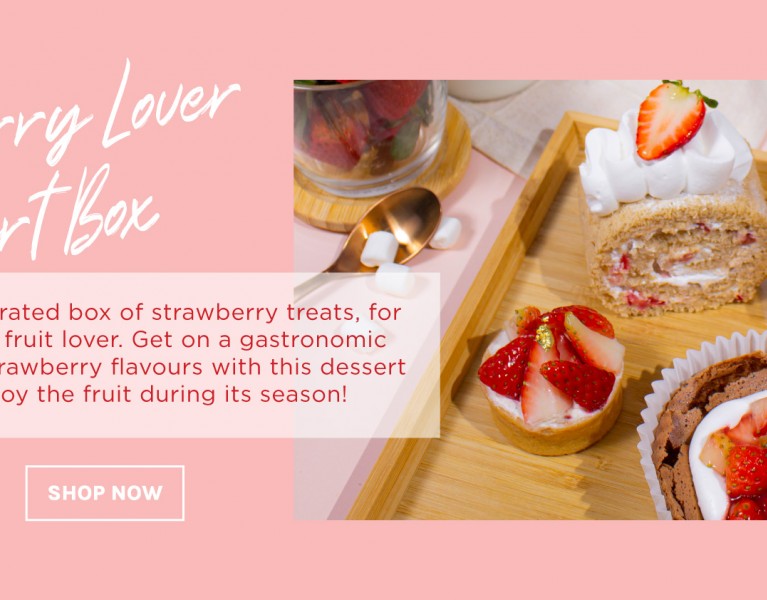 rry Lover
rt Box
rated box of strawberry treats, for
fruit lover. Get on a gastronomic
rawberry flavours with this dessert
oy the fruit during its season!
SHOP NOW